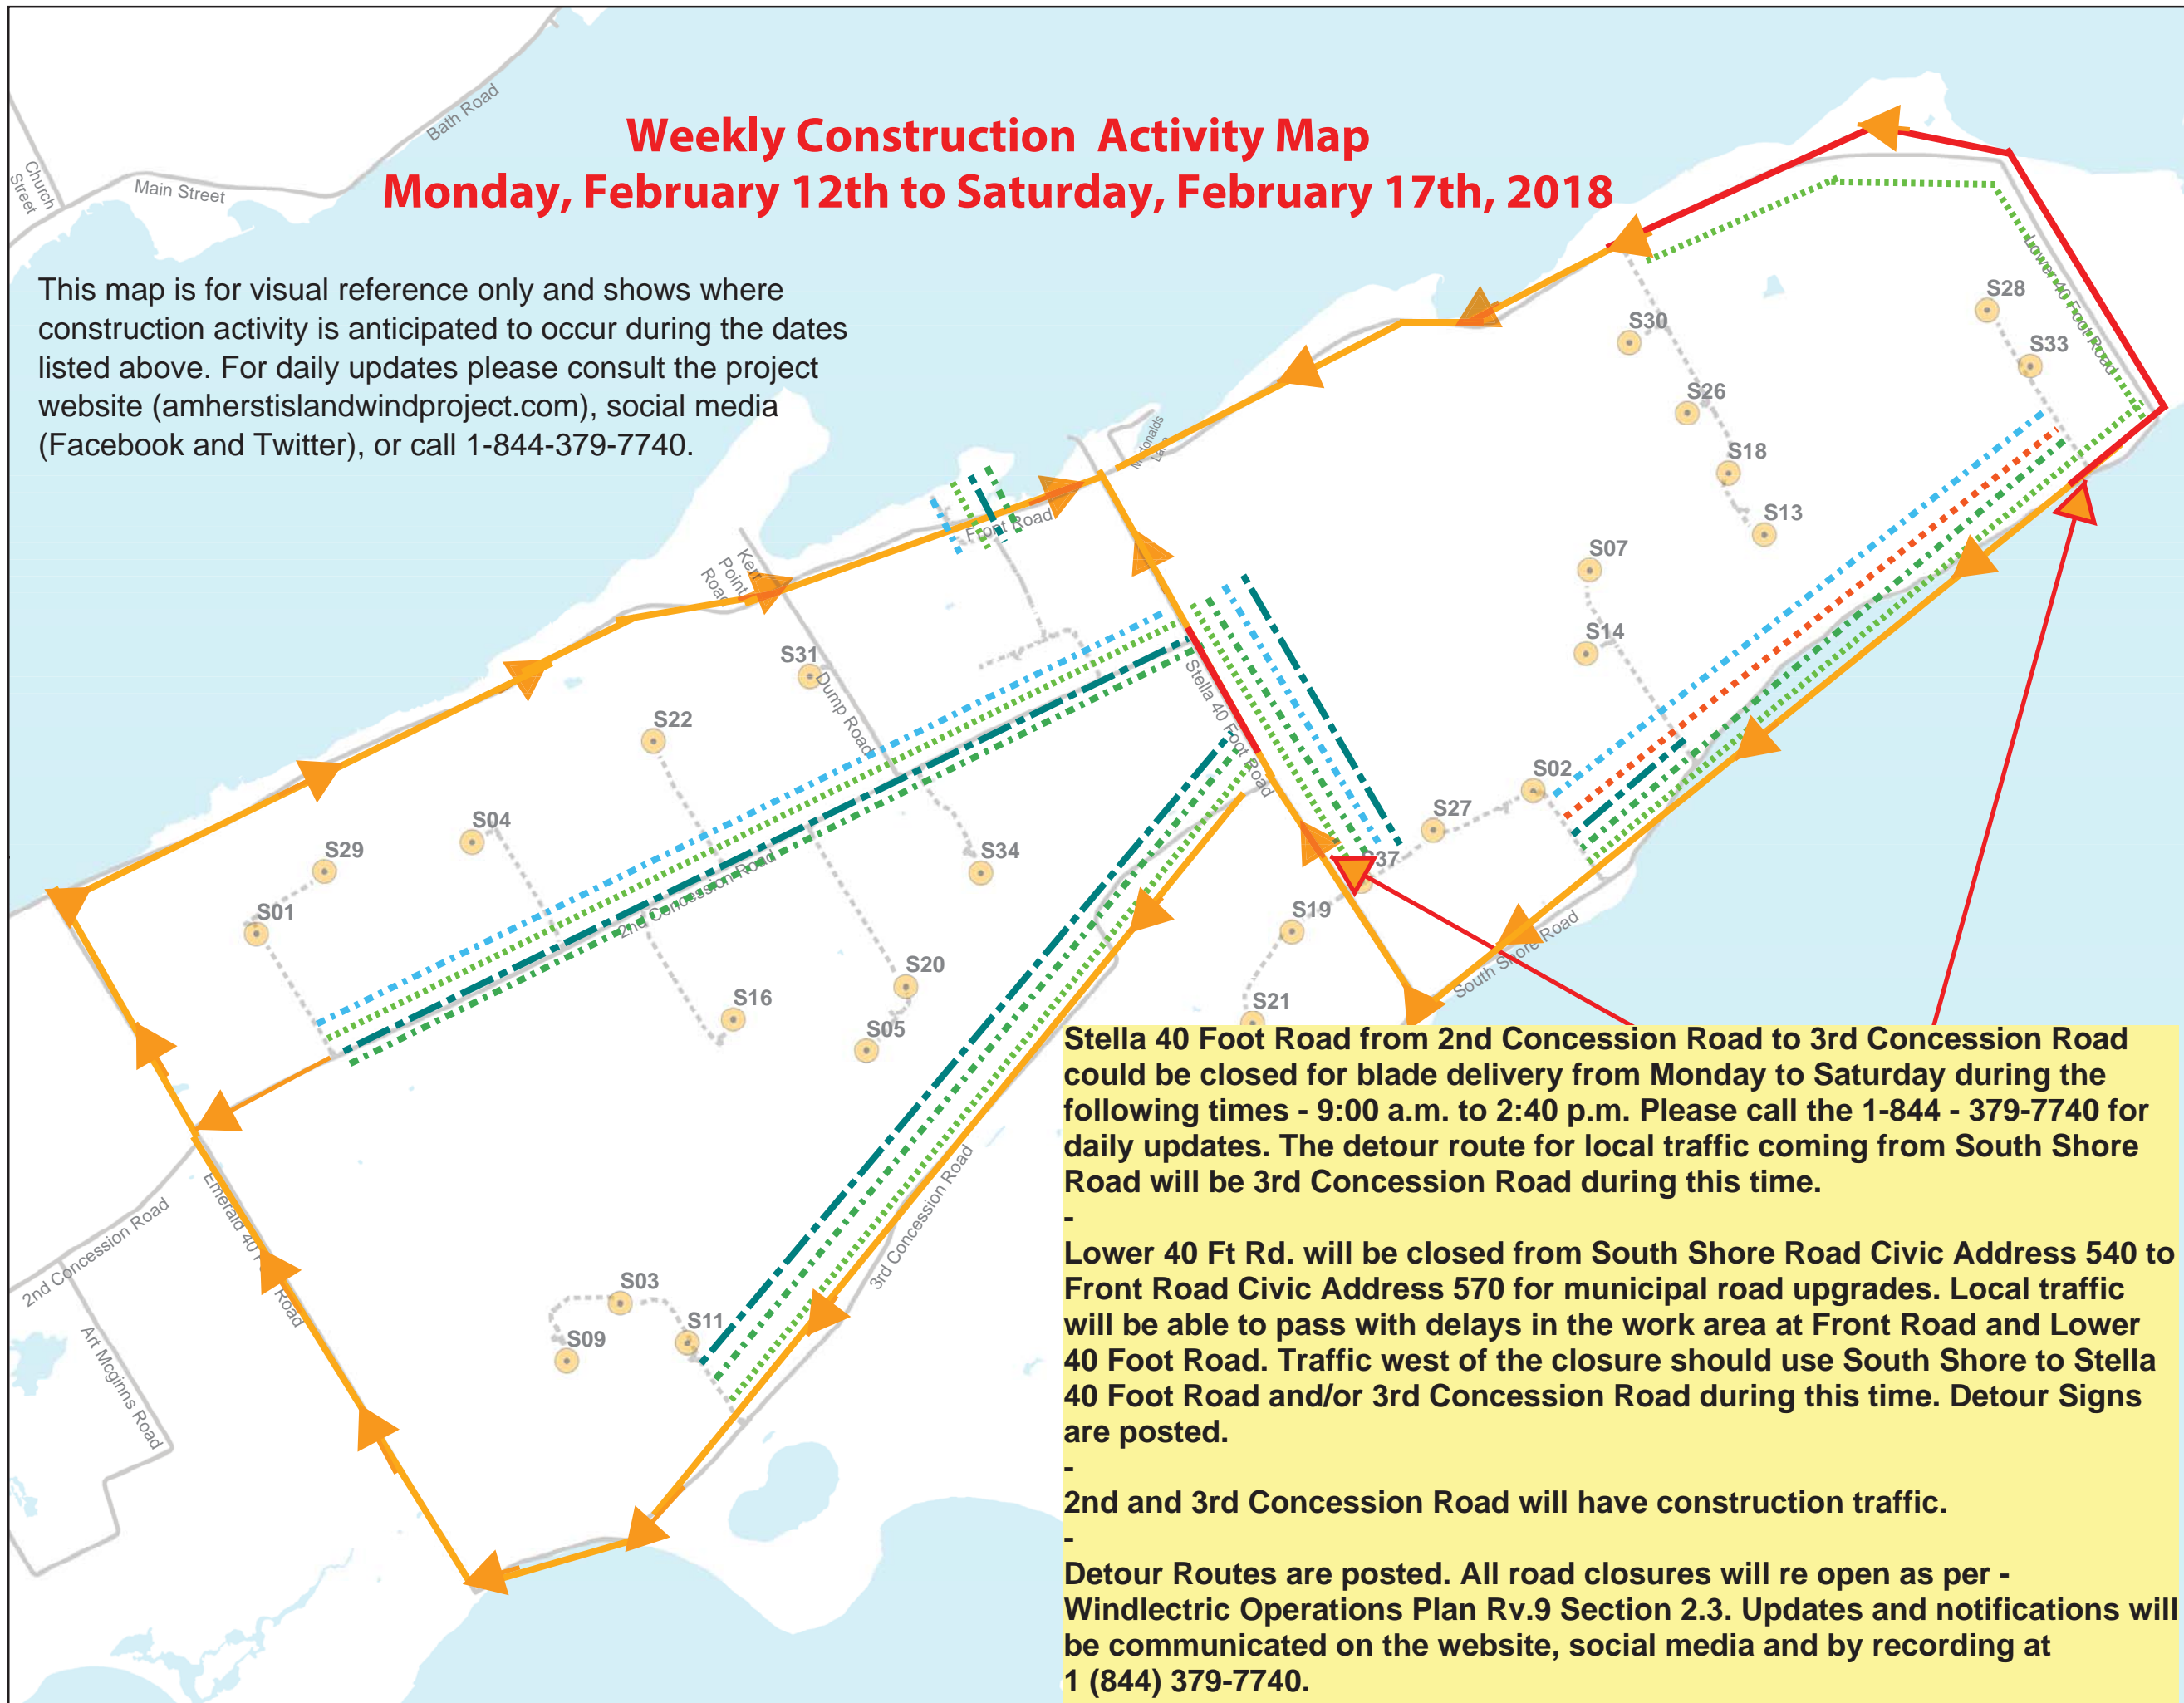 Weekly Construction Activity Map
Monday, February 12th to Saturday, February 17th, 2018
This map is for visual reference only and shows where
construction activity is anticipated to occur during the dates
listed above. For daily updates please consult the project
website (amherstislandwindproject.com), social media
(Facebook and Twitter), or call 1-844-379-7740.
Bath Road
Church
Street
Main Street
Lower 40 Foot Road
S28
S30
S33
S26
S18
S13
Front Road
Kerr
Point
Road
S07
S14
S31
Dump Road
Stella 40 Foot Road
S22
S02
S27
S04
S29
S34
S37
2nd Concession Road
S01
S19
South Shore Road
S20
S16
S21
S05
Emerald 40 Road
2nd Concession Road
3rd Concession Road
Art Mcginns Road
S03
S11
S09
Stella 40 Foot Road from 2nd Concession Road to 3rd Concession Road
could be closed for blade delivery from Monday to Saturday during the
following times - 9:00 a.m. to 2:40 p.m. Please call the 1-844 - 379-7740 for
daily updates. The detour route for local traffic coming from South Shore
Road will be 3rd Concession Road during this time.
-
Lower 40 Ft Rd. will be closed from South Shore Road Civic Address 540 to
Front Road Civic Address 570 for municipal road upgrades. Local traffic
will be able to pass with delays in the work area at Front Road and Lower
40 Foot Road. Traffic west of the closure should use South Shore to Stella
40 Foot Road and/or 3rd Concession Road during this time. Detour Signs
are posted.
-
2nd and 3rd Concession Road will have construction traffic.
-
Detour Routes are posted. All road closures will re open as per -
Windlectric Operations Plan Rv.9 Section 2.3. Updates and notifications will
be communicated on the website, social media and by recording at
1 (844) 379-7740.